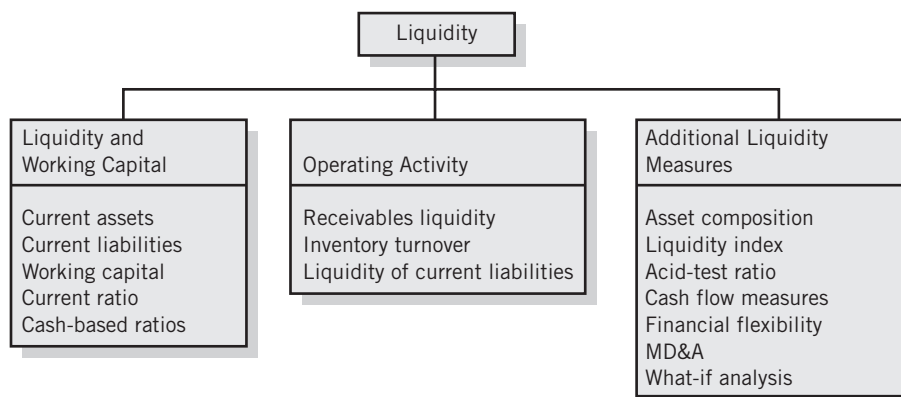 Liquidity
Liquidity and
Working Capital
Current assets
Current liabilities
Working capital
Current ratio
Cash-based ratios
Operating Activity
Receivables liquidity
Inventory turnover
Liquidity of current liabilities
Additional Liquidity
Measures
Asset composition
Liquidity index
Acid-test ratio
Cash flow measures
Financial flexibility
MD&A
What-if analysis